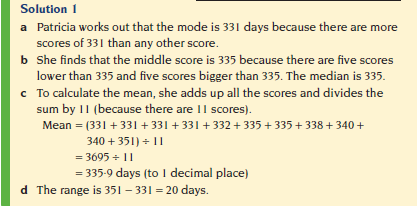 Solution 1
a Patricia works out that the mode is 331 days because there are more
scores of 331 than any other score.
b She finds that the middle score is 335 because there are five scores
lower than 335 and five scores bigger than 335. The median is 335.
c To calculate the mean, she adds up all the scores and divides the
sum by 11 (because there are 11 scores).
Mean = (331 + 331 + 331 + 331 + 332 + 335 + 335 + 338 + 340 +
340 + 351) ÷ 11
= 3695 ÷ 11
= 335·9 days (to 1 decimal place)
d The range is 351 – 331 = 20 days.